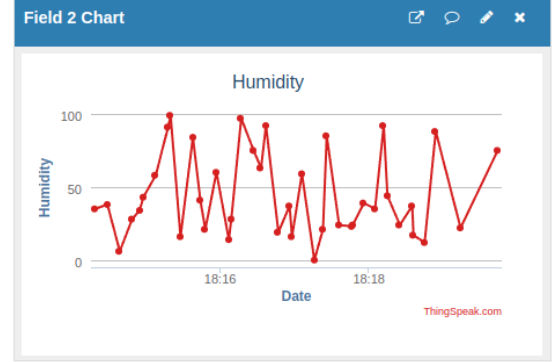 Field 2 Chart
Humidity
100
50
0
Humidity
18:16
18:18
Date
ThingSpeak.com